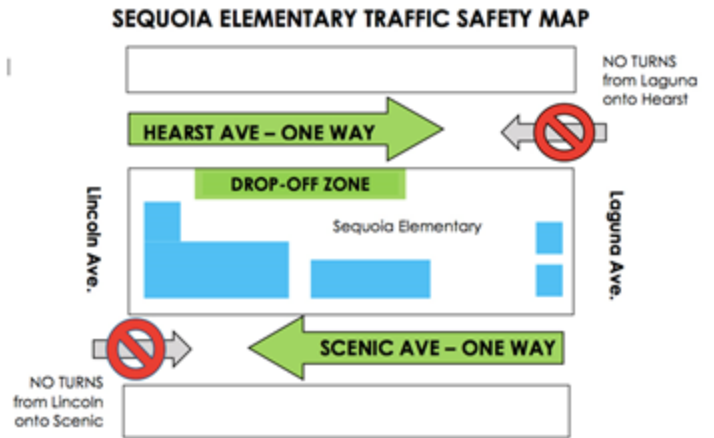 SEQUOIA ELEMENTARY TRAFFIC SAFETY MAP
NO TURNS
from Laguna
onto Hearst
HEARST AVE – ONE WAY
DROP-OFF ZONE
Lincoln Ave.
Sequoia Elementary
Laguna Ave.
SCENIC AVE – ONE WAY
NO TURNS
from Lincoln
onto Scenic